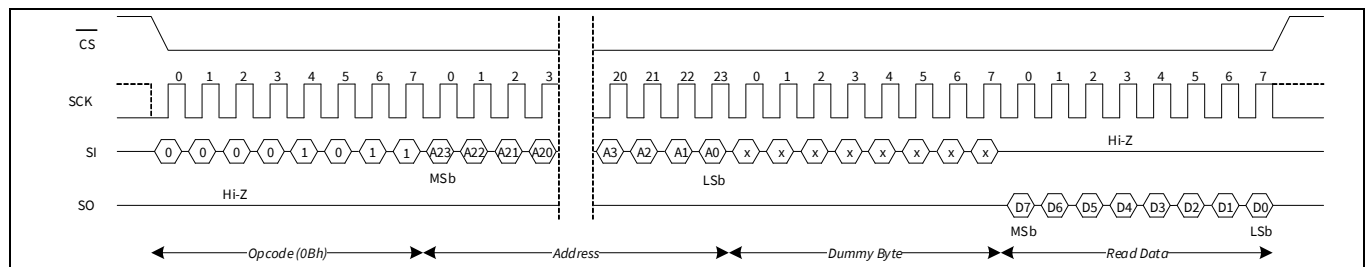 CS
0 1 2 3 4 5 6 7 0 1 2 3 20 21 22 23 0 1 2 3 4 5 6 7 0 1 2 3 4 5 6 7
SCK
Hi-Z
SI 0 0 0 0 1 0 1 1 A23 A22 A21 A20 A3 A2 A1 A0 x x x x x x x x
MSb LSb
Hi-Z
SO D7 D6 D5 D4 D3 D2 D1 D0
MSb LSb
Opcode (0Bh) Address Dummy Byte Read Data